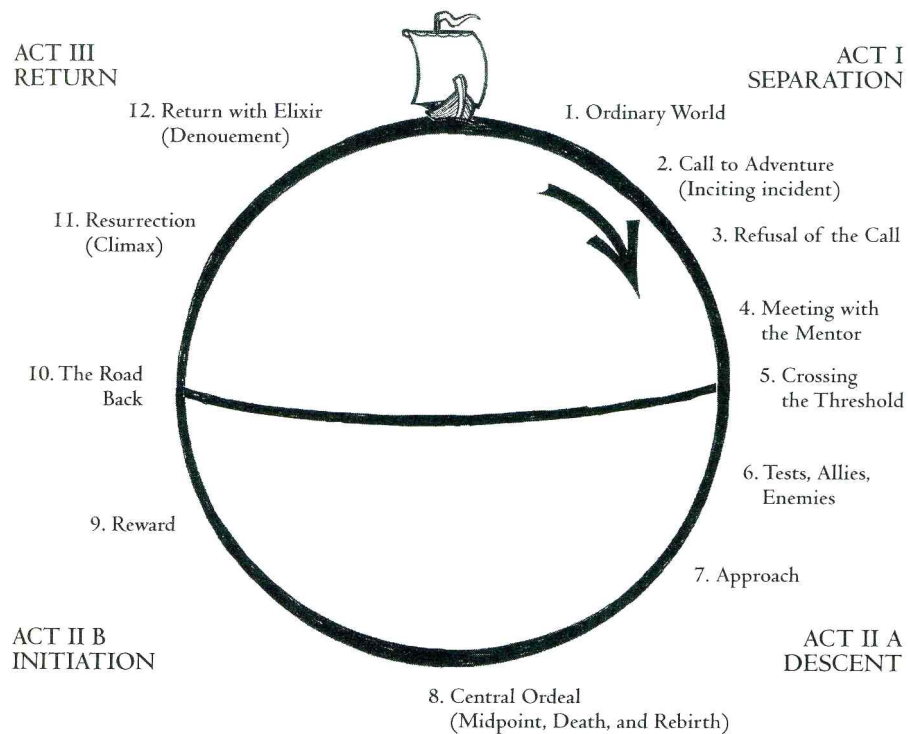 ACT III
RETURN
ACT I
SEPARATION
12. Return with Elixir
(Denouement)
1. Ordinary World
2. Call to Adventure
(Inciting incident)
11. Resurrection
(Climax)
3. Refusal of the Call
4. Meeting with
the Mentor
10. The Road
Back
5. Crossing
the Threshold
6. Tests, Allies,
Enemies
9. Reward
7. Approach
ACT II B
INITIATION
ACT II A
DESCENT
8. Central Ordeal
(Midpoint, Death, and Rebirth)